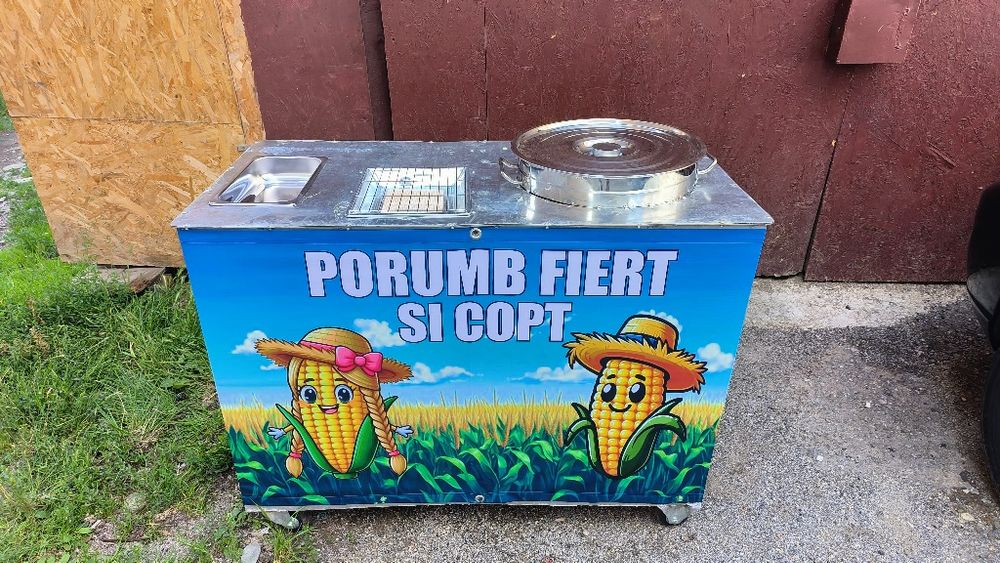 PORUMB FIERT
SI COPT